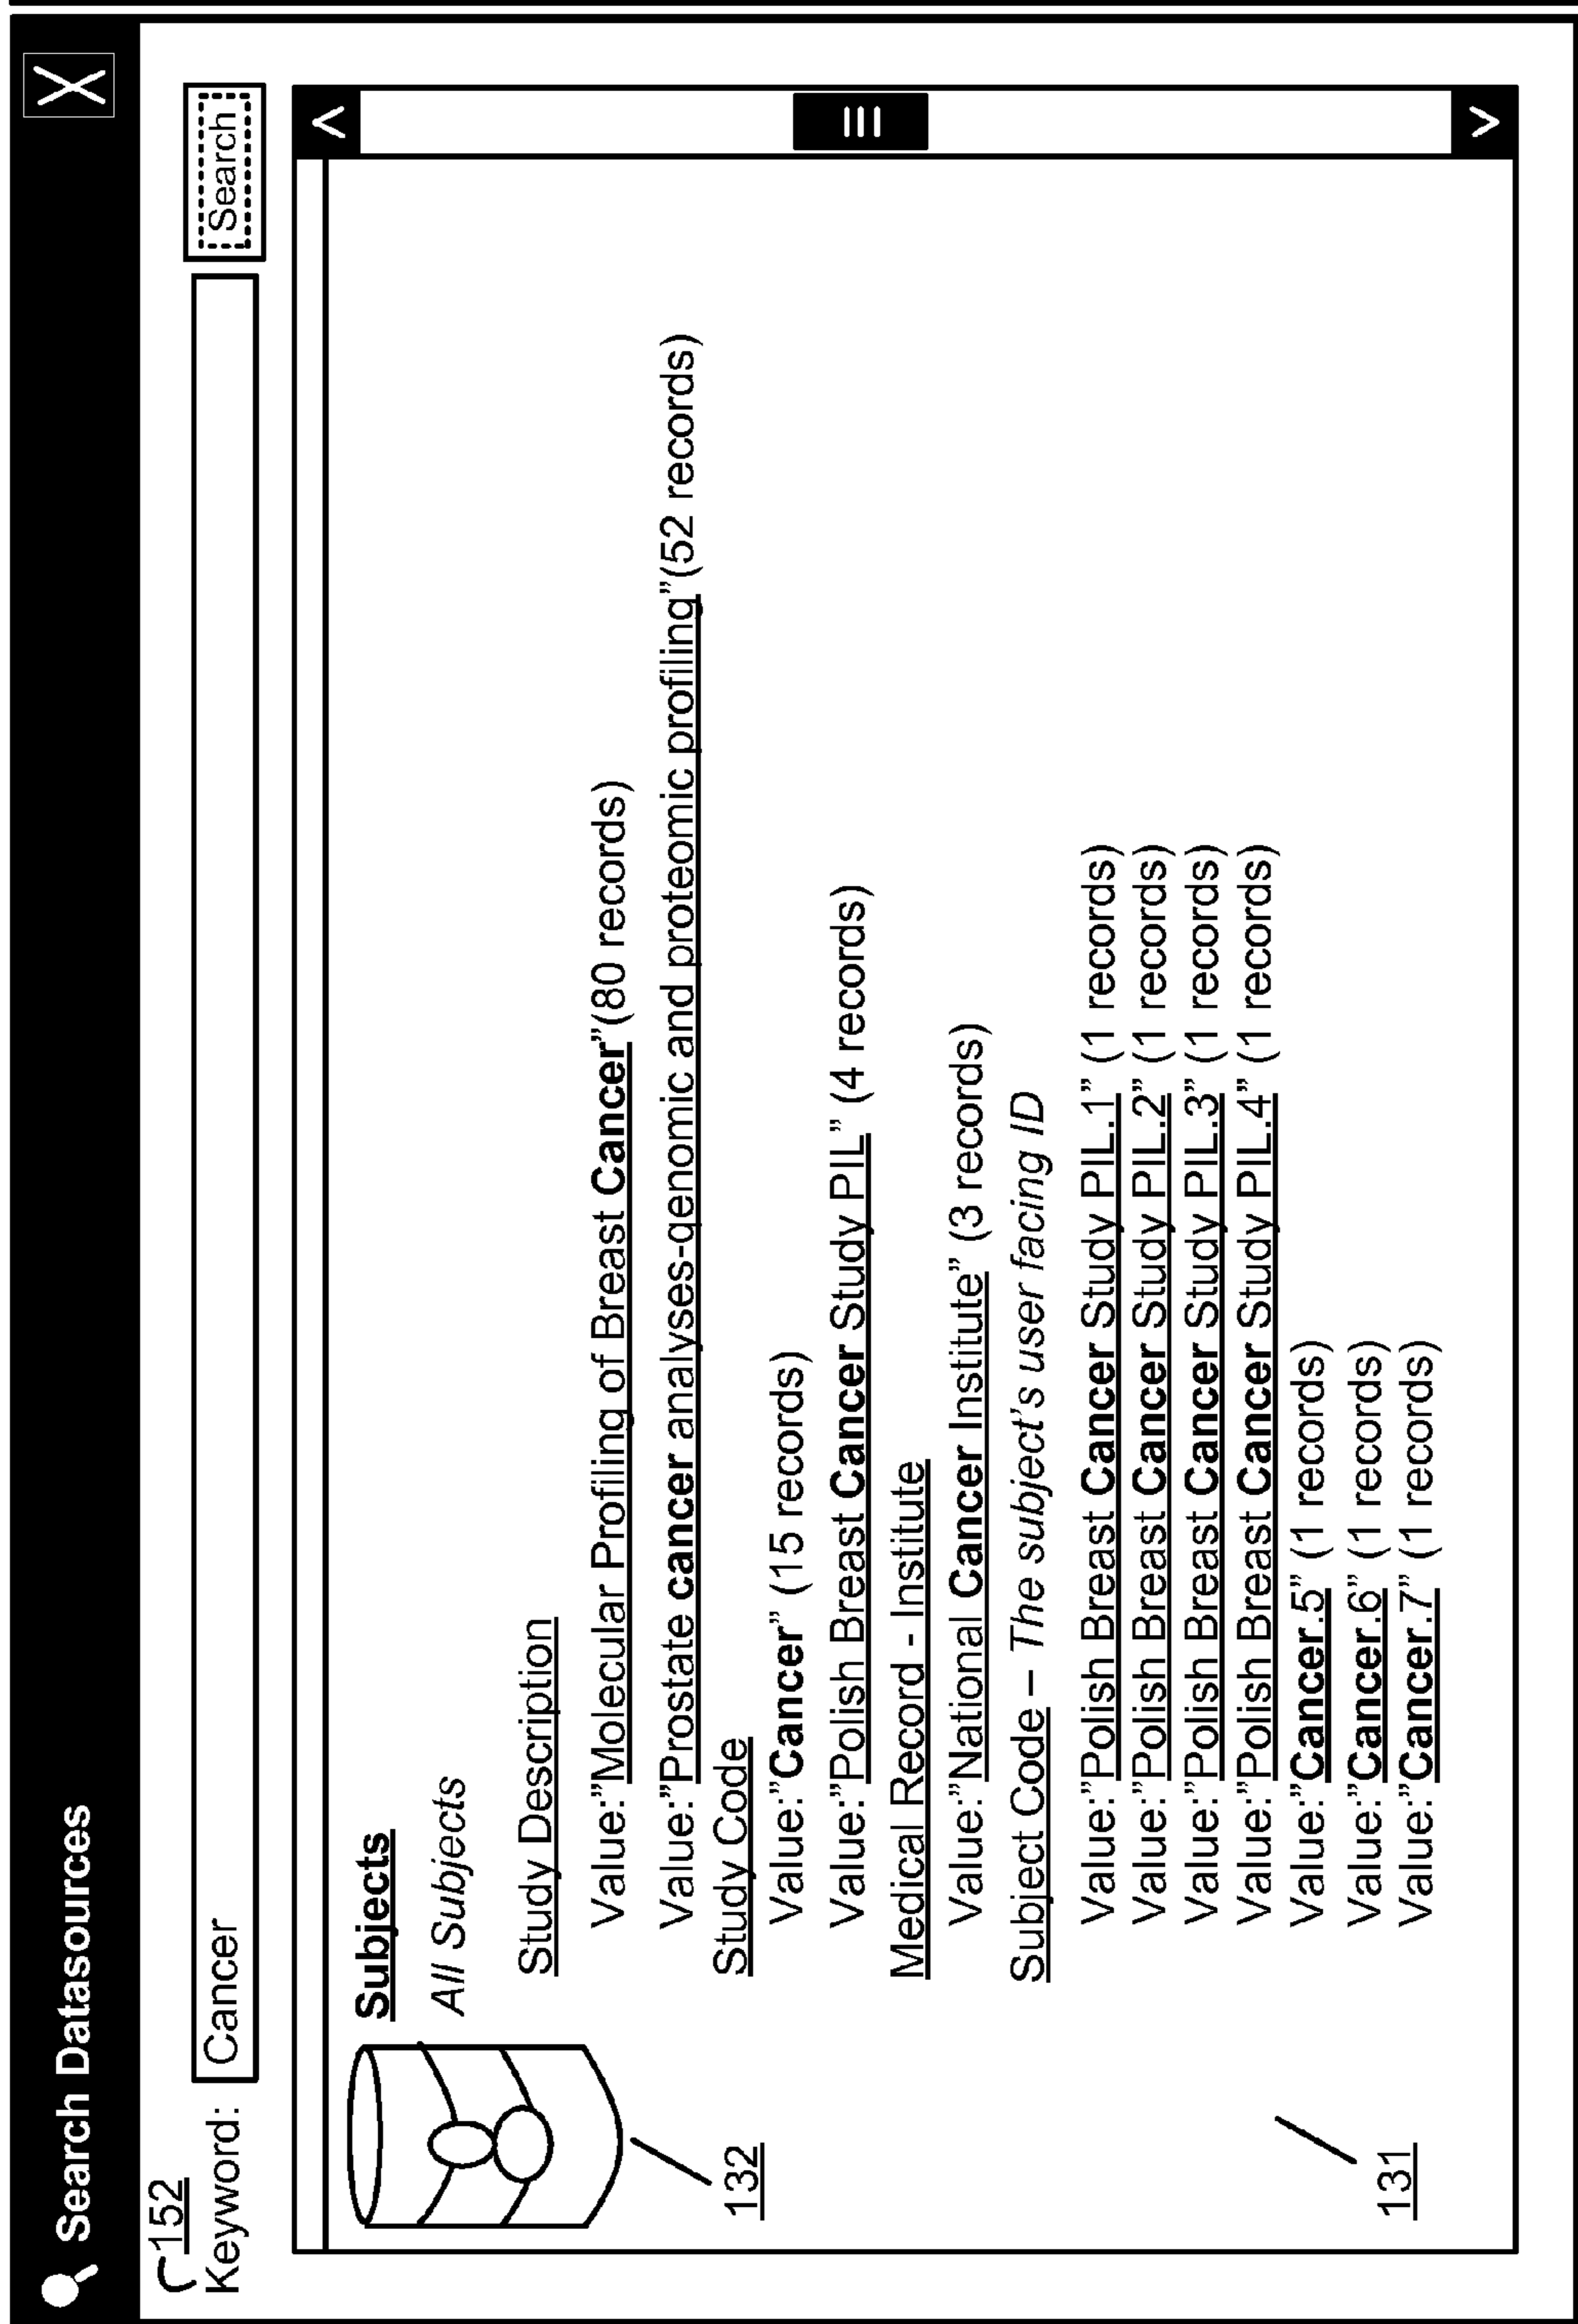 Search Datasources
X
152
Keyword: Cancer Search
Subjects
All Subjects
Study Description
Value:”Molecular Profiling of Breast Cancer”(80 records)
Value:”Prostate cancer analyses-genomic and proteomic profiling”(52 records)
Study Code
Value:”Cancer” (15 records)
Value:”Polish Breast Cancer Study PIL” (4 records)
Medical Record - Institute
Value:”National Cancer Institute” (3 records)
Subject Code – The subject's user facing ID
Value:”Polish Breast Cancer Study PIL.1” (1 records)
Value:”Polish Breast Cancer Study PIL.2” (1 records)
Value:”Polish Breast Cancer Study PIL.3” (1 records)
Value:”Polish Breast Cancer Study PIL.4” (1 records)
Value:”Cancer.5” (1 records)
Value:”Cancer.6” (1 records)
Value:”Cancer.7” (1 records)
132
131